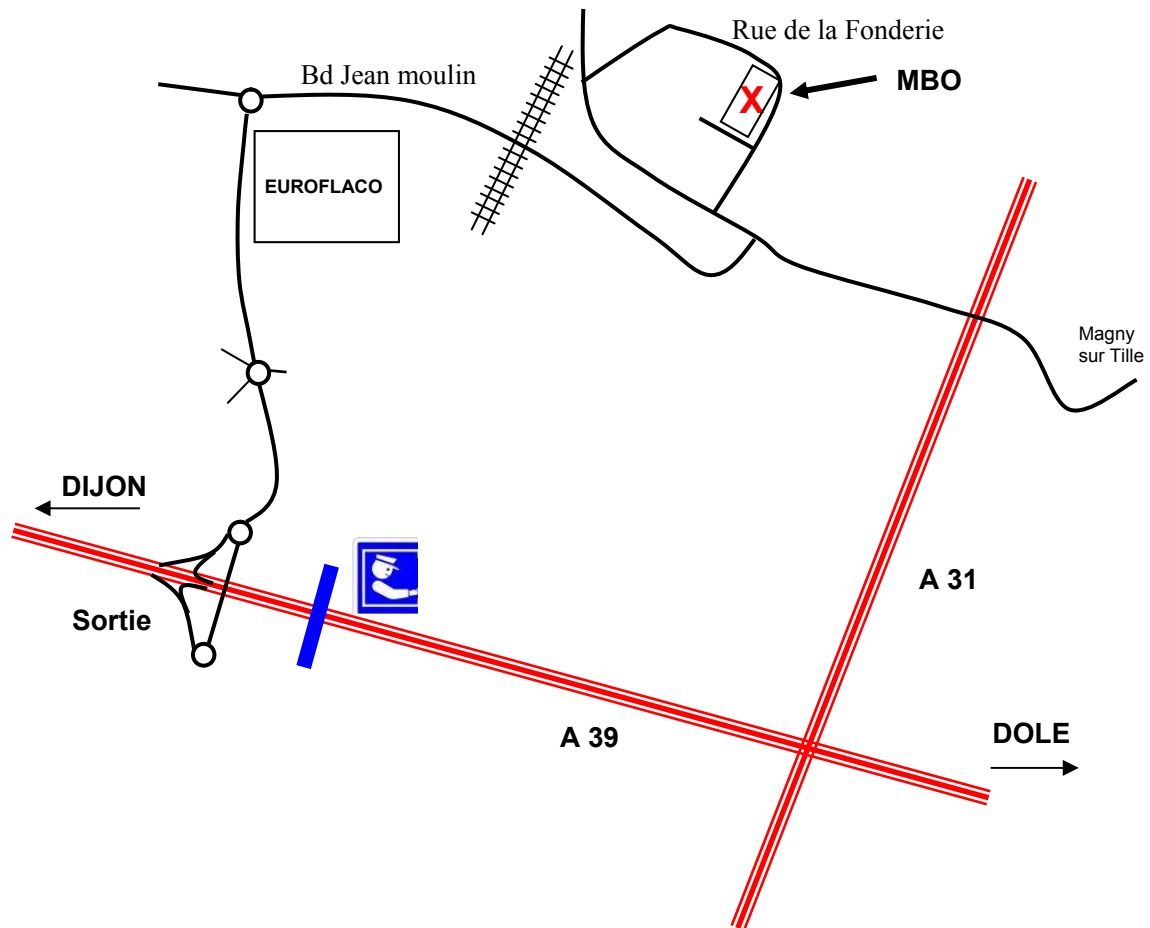 Rue de la Fonderie
Bd Jean moulin
MBO
X
EUROFLACO
Magny
sur Tille
DIJON
A 31
Sortie
A 39
DOLE